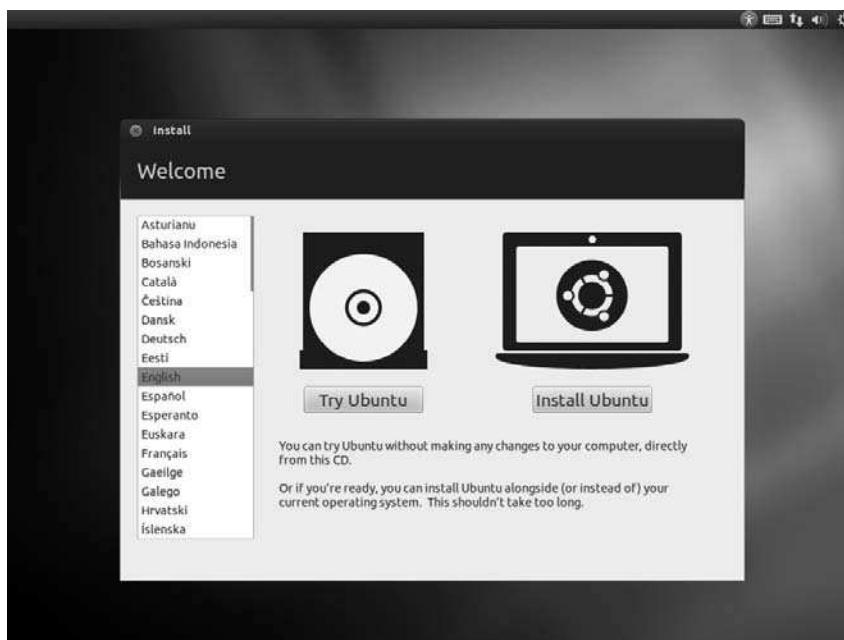 Install
Welcome
Asturianu
Bahasa Indonesia
Bosanski
Català
Čeština
Dansk
Deutsch
Eesti
English
Español
Esperanto
Euskara
Français
Gaeilge
Galego
Hrvatski
Íslenska
Try Ubuntu
Install Ubuntu
You can try Ubuntu without making any changes to your computer, directly
from this CD.
Or if you're ready, you can install Ubuntu alongside (or instead of) your
current operating system. This shouldn't take too long.